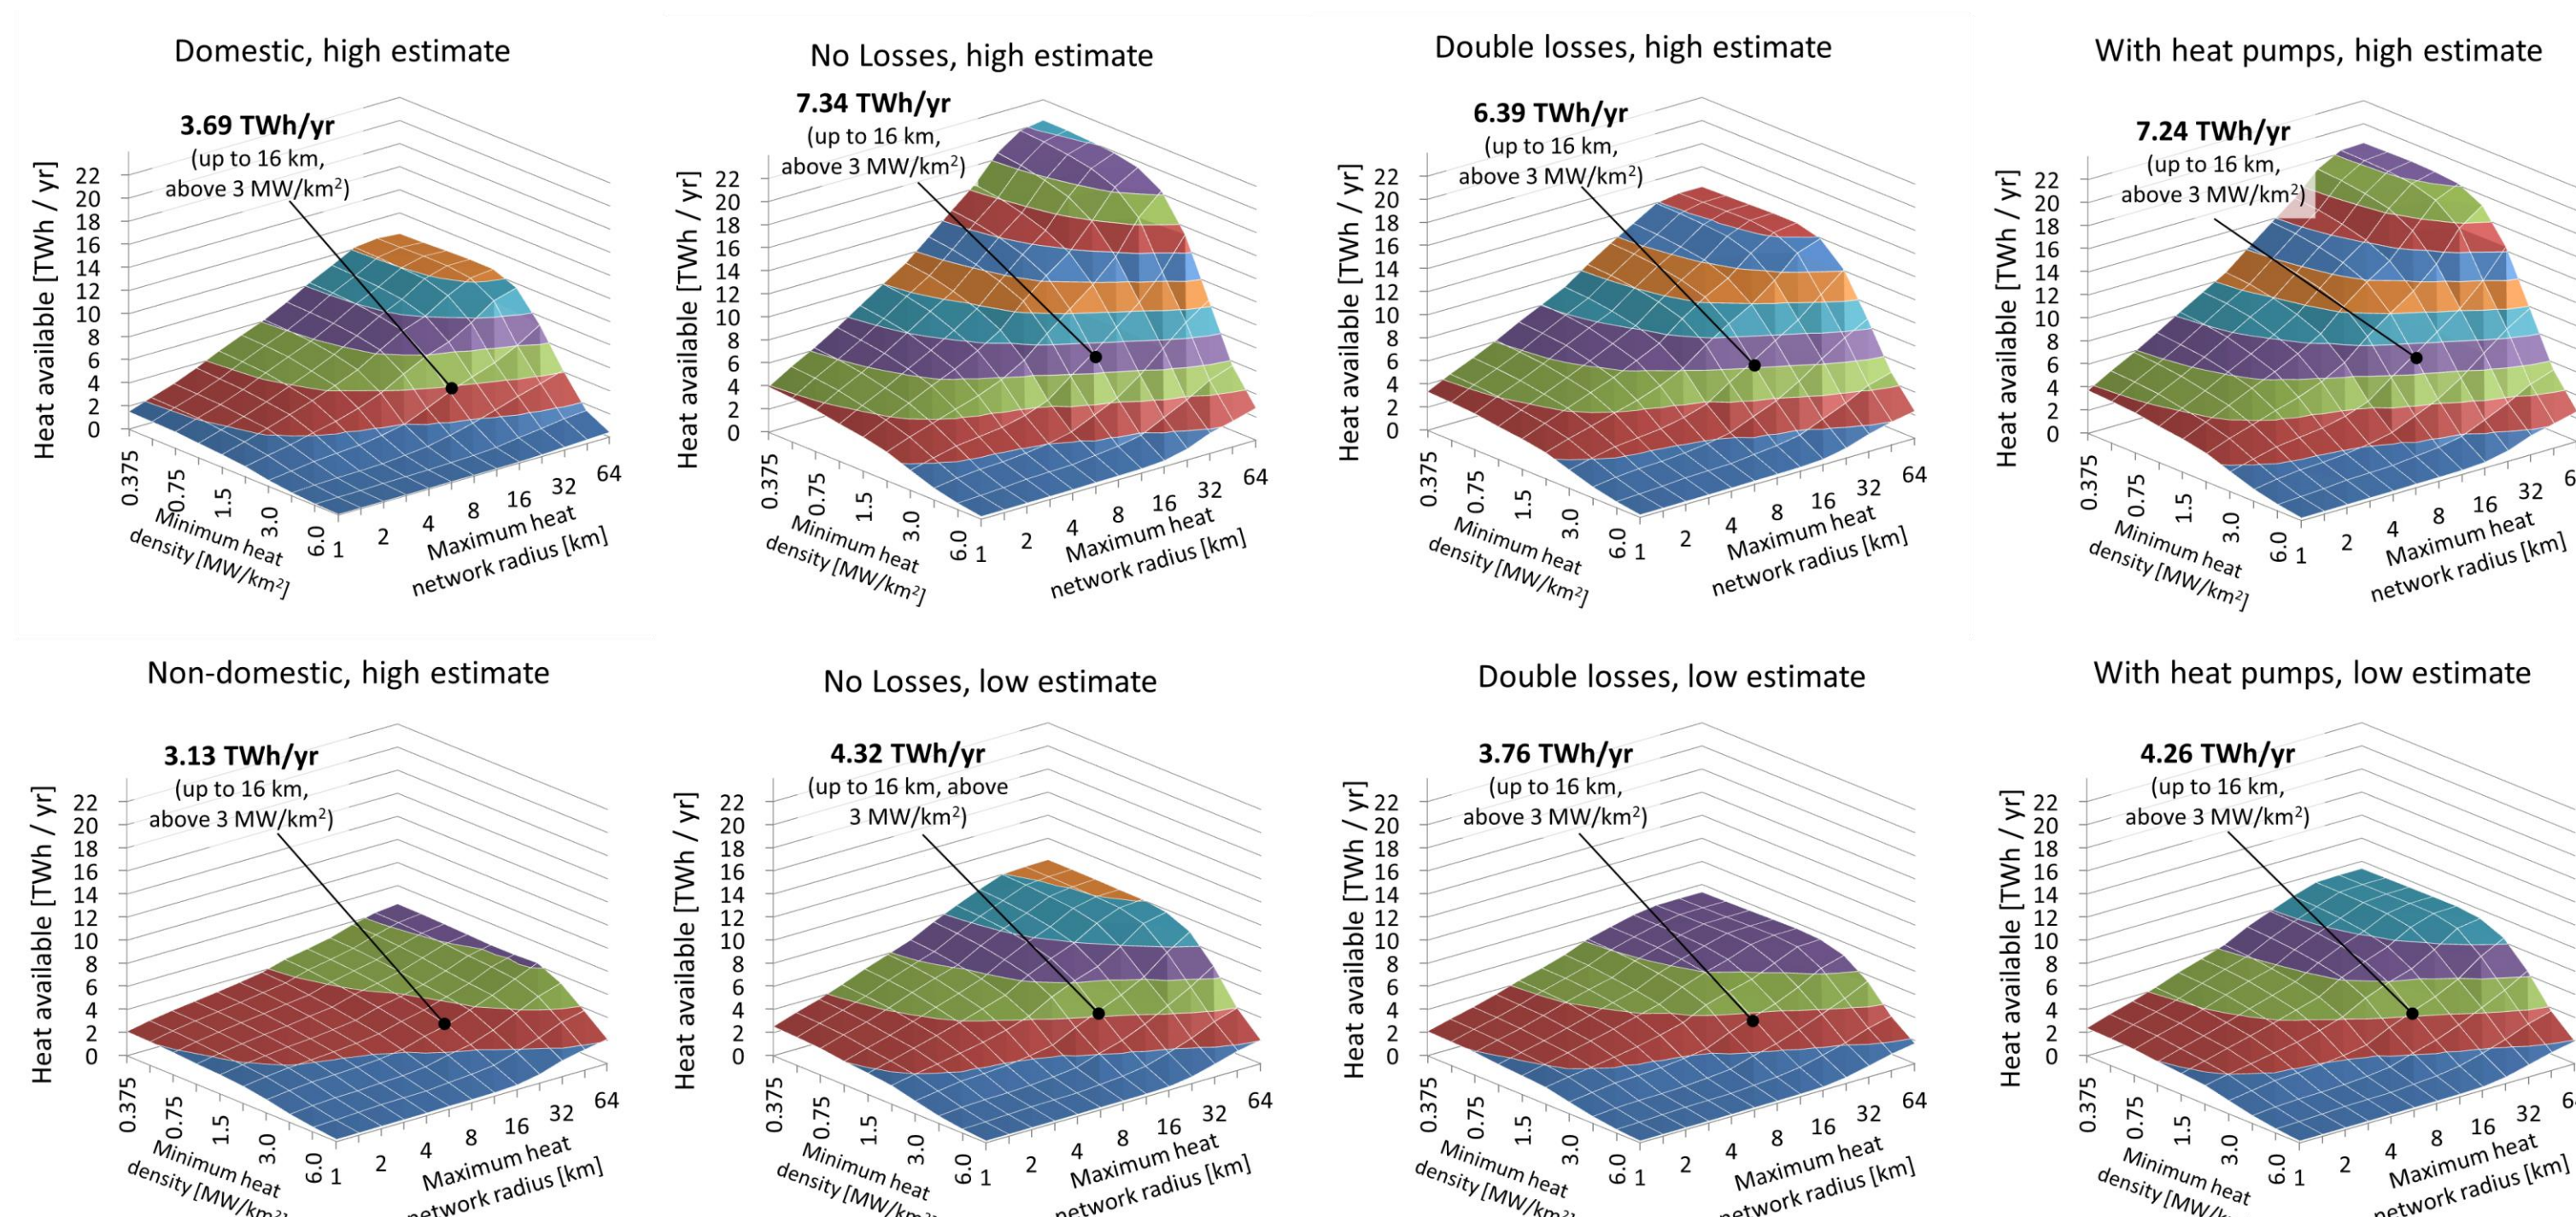 Domestic, high estimate
3.69 TWh/yr
(up to 16 km,
above 3 MW/km²)
Heat available [TWh / yr]
22
20
18
16
14
12
10
8
6
4
2
0
0.375
0.75
1.5
3.0
6.0
Minimum heat
density [MW/km²]
1
2
4
8
16
32
64
Maximum heat
network radius [km]
No Losses, high estimate
7.34 TWh/yr
(up to 16 km,
above 3 MW/km²)
Heat available [TWh / yr]
22
20
18
16
14
12
10
8
6
4
2
0
0.375
0.75
1.5
3.0
6.0
Minimum heat
density [MW/km²]
1
2
4
8
16
32
64
Maximum heat
network radius [km]
Double losses, high estimate
6.39 TWh/yr
(up to 16 km,
above 3 MW/km²)
Heat available [TWh / yr]
22
20
18
16
14
12
10
8
6
4
2
0
0.375
0.75
1.5
3.0
6.0
Minimum heat
density [MW/km²]
1
2
4
8
16
32
64
Maximum heat
network radius [km]
With heat pumps, high estimate
7.24 TWh/yr
(up to 16 km,
above 3 MW/km²)
Heat available [TWh / yr]
22
20
18
16
14
12
10
8
6
4
2
0
0.375
0.75
1.5
3.0
6.0
Minimum heat
density [MW/km²]
1
2
4
8
16
32
Maximum heat
network radius [km]
Non-domestic, high estimate
3.13 TWh/yr
(up to 16 km,
above 3 MW/km²)
Heat available [TWh / yr]
22
20
18
16
14
12
10
8
6
4
2
0
0.375
0.75
1.5
3.0
6.0
Minimum heat
density [MW/km²]
1
2
4
8
16
32
64
Maximum heat
network radius [km]
No Losses, low estimate
4.32 TWh/yr
(up to 16 km, above
3 MW/km²)
Heat available [TWh / yr]
22
20
18
16
14
12
10
8
6
4
2
0
0.375
0.75
1.5
3.0
6.0
Minimum heat
density [MW/km²]
1
2
4
8
16
32
64
Maximum heat
network radius [km]
Double losses, low estimate
3.76 TWh/yr
(up to 16 km,
above 3 MW/km²)
Heat available [TWh / yr]
22
20
18
16
14
12
10
8
6
4
2
0
0.375
0.75
1.5
3.0
6.0
Minimum heat
density [MW/km²]
1
2
4
8
16
32
64
Maximum heat
network radius [km]
With heat pumps, low estimate
4.26 TWh/yr
(up to 16 km,
above 3 MW/km²)
Heat available [TWh / yr]
22
20
18
16
14
12
10
8
6
4
2
0
0.375
0.75
1.5
3.0
6.0
Minimum heat
density
1
2
4
8
16
32
Maximum heat
network radius [km]